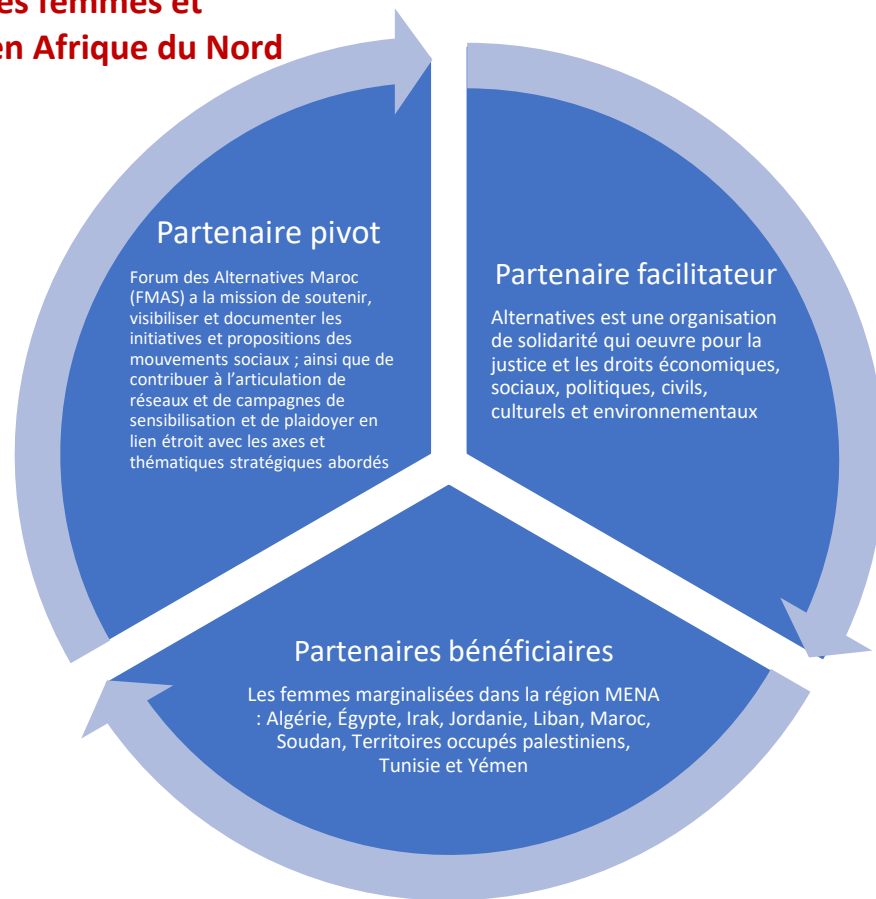 es femmes et
en Afrique du Nord
Partenaire pivot
Forum des Alternatives Maroc
(FMAS) a la mission de soutenir,
visibiliser et documenter les
initiatives et propositions des
mouvements sociaux ; ainsi que de
contribuer à l’articulation de
réseaux et de campagnes de
sensibilisation et de plaidoyer en
lien étroit avec les axes et
thématiques stratégiques abordés
Partenaire facilitateur
Alternatives est une organisation
de solidarité qui oeuvre pour la
justice et les droits économiques,
sociaux, politiques, civils,
culturels et environnementaux
Partenaires bénéficiaires
Les femmes marginalisées dans la région MENA
: Algérie, Égypte, Irak, Jordanie, Liban, Maroc,
Soudan, Territoires occupés palestiniens,
Tunisie et Yémen